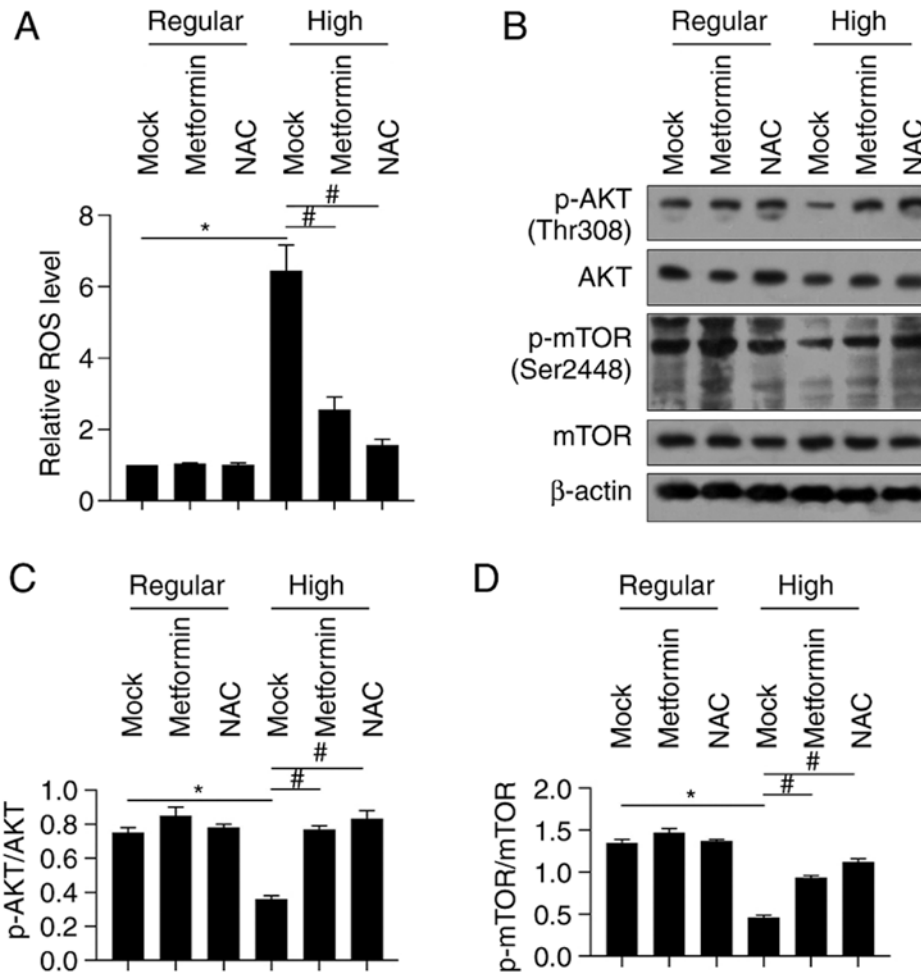 A
Regular High
Mock Metformin NAC Mock Metformin NAC
#
* #
8
6
4
2
0
Relative ROS level
B
Regular High
Mock Metformin NAC Mock Metformin NAC
p-AKT
(Thr308)
AKT
p-mTOR
(Ser2448)
mTOR
β-actin
C
Regular High
Mock Metformin NAC Mock Metformin NAC
#
* #
1.0
0.8
0.6
0.4
0.2
0.0
p-AKT/AKT
D
Regular High
Mock Metformin NAC Mock Metformin NAC
#
* #
2.0
1.5
1.0
0.5
0.0
p-mTOR/mTOR